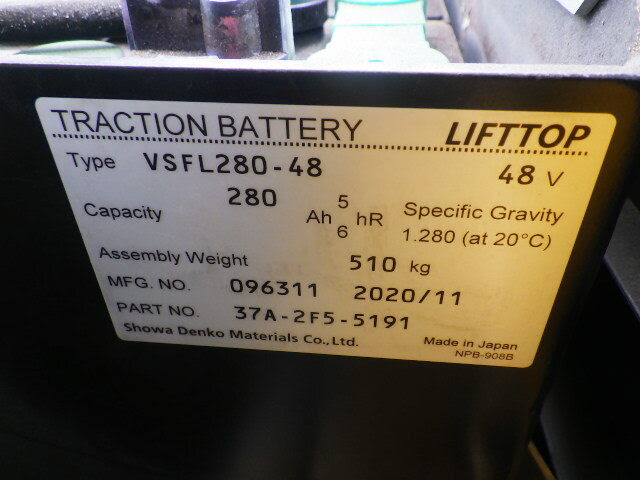 TRACTION BATTERY LIFTTOP
Type VSFL280-48 48 V
Capacity 280 Ah 5 hR Specific Gravity
6 1.280 (at 20°C)
Assembly Weight 510 kg
MFG. NO. 096311 2020/11
PART NO. 37A-2F5-5191
Showa Denko Materials Co., Ltd. Made in Japan
NPB-908B